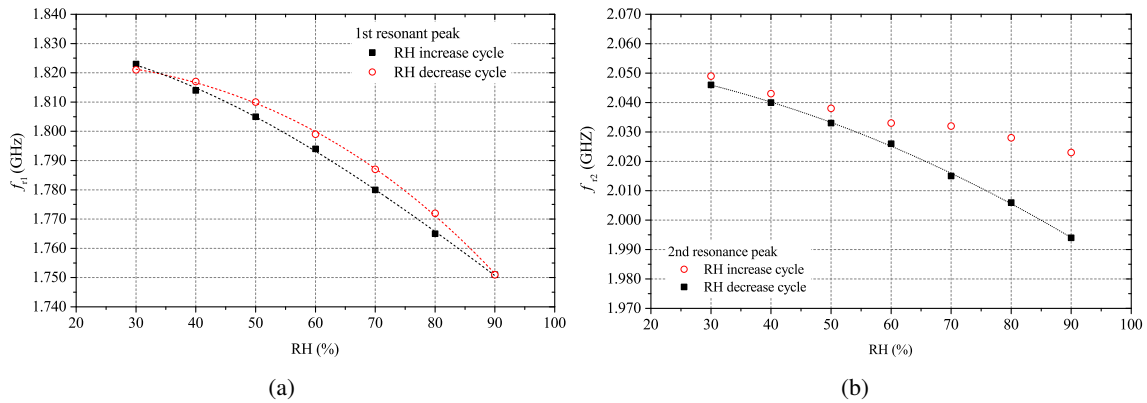 1.840
1.830
1.820
1.810
1.800
1.790
1.780
1.770
1.760
1.750
1.740
f_r1 (GHz)
1st resonant peak
RH increase cycle
RH decrease cycle
20 30 40 50 60 70 80 90 100
RH (%)
(a)
2.070
2.060
2.050
2.040
2.030
2.020
2.010
2.000
1.990
1.980
1.970
f_r2 (GHZ)
2nd resonance peak
RH increase cycle
RH decrease cycle
20 30 40 50 60 70 80 90 100
RH (%)
(b)